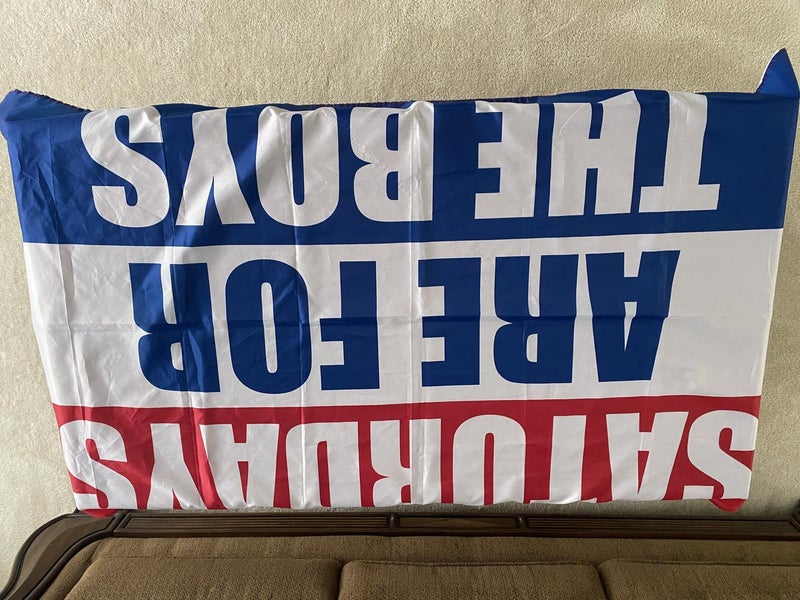 SATURDAYS
ARE FOR
THE BOYS